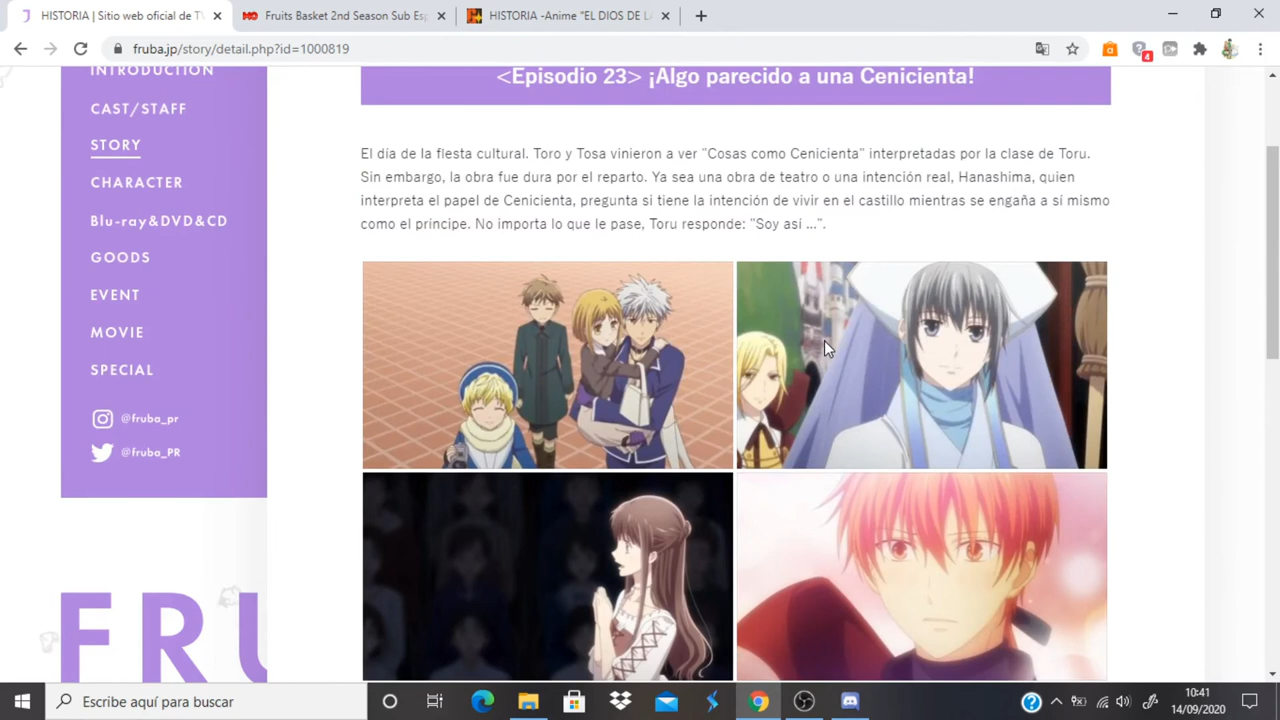 HISTORIA | Sitio web oficial de TV
Fruits Basket 2nd Season Sub Esp
HISTORIA -Anime "EL DIOS DE LA
fruba.jp/story/detail.php?id=1000819
4
INTRODUCTION
CAST/STAFF
STORY
CHARACTER
Blu-ray&DVD&CD
GOODS
EVENT
MOVIE
SPECIAL
@fruba_pr
@fruba_PR
FRU
<Episodio 23> ¡Algo parecido a una Cenicienta!
El día de la fiesta cultural. Toro y Tosa vinieron a ver "Cosas como Cenicienta" interpretadas por la clase de Toru.
Sin embargo, la obra fue dura por el reparto. Ya sea una obra de teatro o una intención real, Hanashima, quien
interpreta el papel de Cenicienta, pregunta si tiene la intención de vivir en el castillo mientras se engaña a sí mismo
como el príncipe. No importa lo que le pase, Toru responde: "Soy así ...".
Escribe aquí para buscar
10:41
14/09/2020